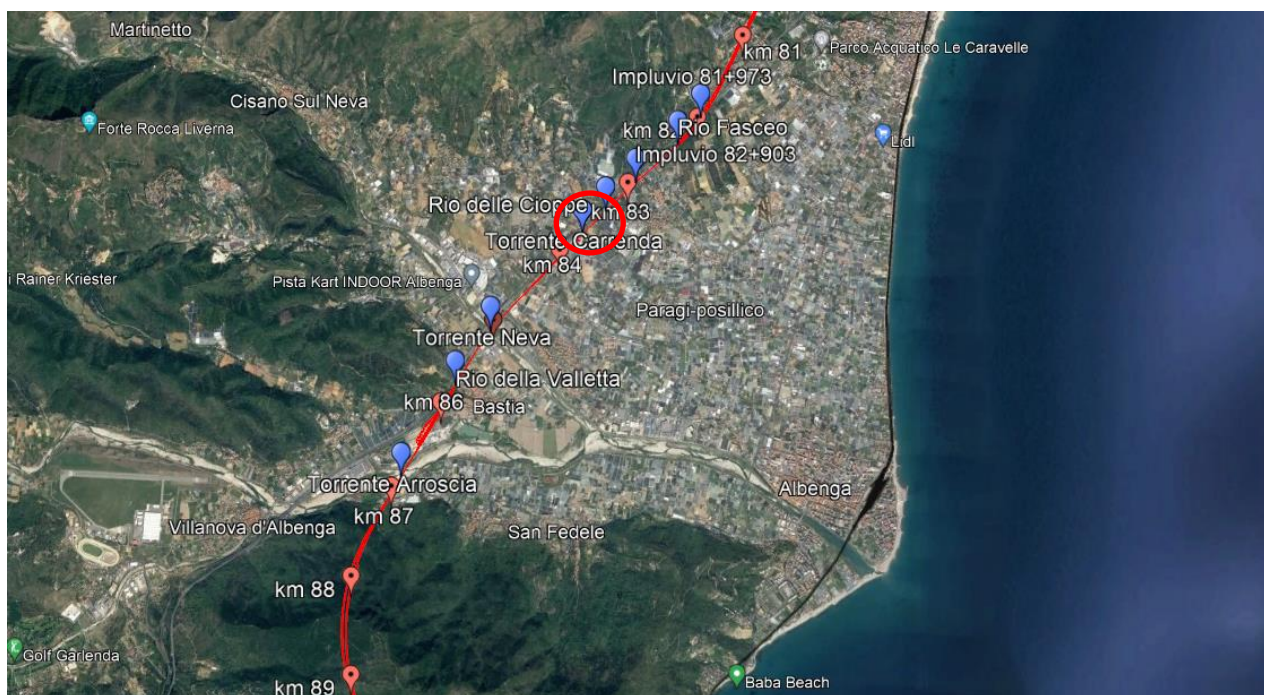 Martinetto
km 81
Parco Acquatico Le Caravelle
Impluvio 81+973
Cisano Sul Neva
Forte Rocca Liverna
km 82
Rio Fasceo
Lidl
Impluvio 82+903
Rio delle Cioppe
km 83
Torrente Carrenda
km 84
i Rainer Kriester
Pista Kart INDOOR Albenga
Paragi-posillico
Torrente Neva
Rio della Valletta
km 86
Bastia
Torrente Arroscia
Albenga
km 87
Villanova d'Albenga
San Fedele
km 88
Golf Garlenda
km 89
Baba Beach